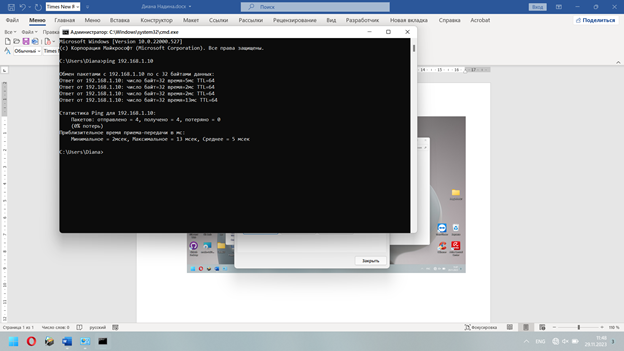 Диани Надеени.docx
Поиск
Вход
Times New R
Файл Меню Главная Меню Вставка Конструктор Макет Ссылки Рассылки Рецензирование Вид Разработчик Новая вкладка Справка Acrobat
Поделиться
Все Файл Правка
Обычный
Администратор: C:\Windows\system32\cmd.exe
Microsoft Windows [Version 10.0.22000.527]
(c) Корпорация Майкрософт (Microsoft Corporation). Все права защищены.
C:\Users\Diana>ping 192.168.1.10
Обмен пакетами с 192.168.1.10 по с 32 байтами данных:
Ответ от 192.168.1.10: число байт=32 время=5мс TTL=64
Ответ от 192.168.1.10: число байт=32 время=2мс TTL=64
Ответ от 192.168.1.10: число байт=32 время=2мс TTL=64
Ответ от 192.168.1.10: число байт=32 время=13мс TTL=64
Статистика Ping для 192.168.1.10:
Пакетов: отправлено = 4, получено = 4, потеряно = 0
(0% потерь)
Приблизительное время приема-передачи в мс:
Минимальное = 2мсек, Максимальное = 13 мсек, Среднее = 5 мсек
C:\Users\Diana>
Закрыть
Страница 1 из 1 Число слов: 0 русский
Фокусировка
110 %
ENG
29.11.2023